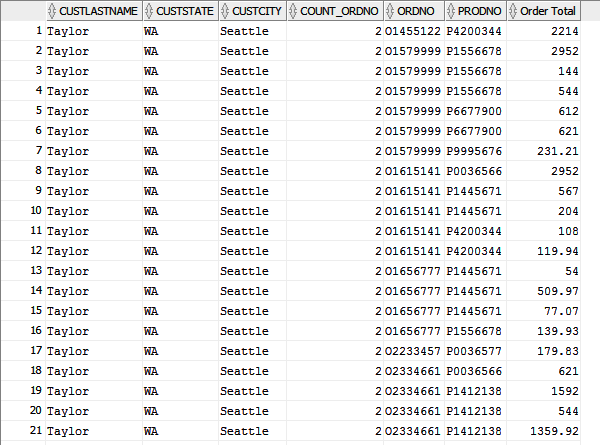 CUSTLASTNAME CUSTSTATE CUSTCITY COUNT_ORDNO ORDNO PRODNO Order Total
1 Taylor WA Seattle 2 O1455122 P4200344 2214
2 Taylor WA Seattle 2 O1579999 P1556678 2952
3 Taylor WA Seattle 2 O1579999 P1556678 144
4 Taylor WA Seattle 2 O1579999 P1556678 544
5 Taylor WA Seattle 2 O1579999 P6677900 612
6 Taylor WA Seattle 2 O1579999 P6677900 621
7 Taylor WA Seattle 2 O1579999 P9995676 231.21
8 Taylor WA Seattle 2 O1615141 P0036566 2952
9 Taylor WA Seattle 2 O1615141 P1445671 567
10 Taylor WA Seattle 2 O1615141 P1445671 204
11 Taylor WA Seattle 2 O1615141 P4200344 108
12 Taylor WA Seattle 2 O1615141 P4200344 119.94
13 Taylor WA Seattle 2 O1656777 P1445671 54
14 Taylor WA Seattle 2 O1656777 P1445671 509.97
15 Taylor WA Seattle 2 O1656777 P1445671 77.07
16 Taylor WA Seattle 2 O1656777 P1556678 139.93
17 Taylor WA Seattle 2 O2233457 P0036577 179.83
18 Taylor WA Seattle 2 O2334661 P0036566 621
19 Taylor WA Seattle 2 O2334661 P1412138 1592
20 Taylor WA Seattle 2 O2334661 P1412138 544
21 Taylor WA Seattle 2 O2334661 P1412138 1359.92